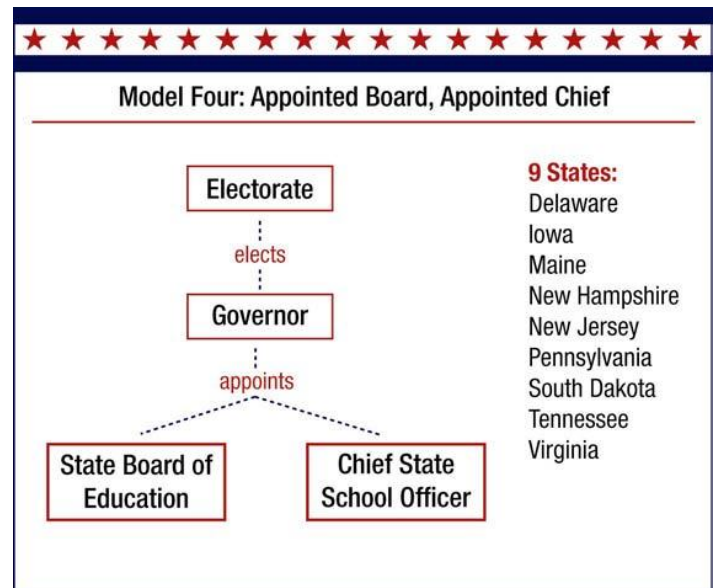 Model Four: Appointed Board, Appointed Chief
Electorate
elects
Governor
appoints
State Board of
Education
Chief State
School Officer
9 States:
Delaware
Iowa
Maine
New Hampshire
New Jersey
Pennsylvania
South Dakota
Tennessee
Virginia